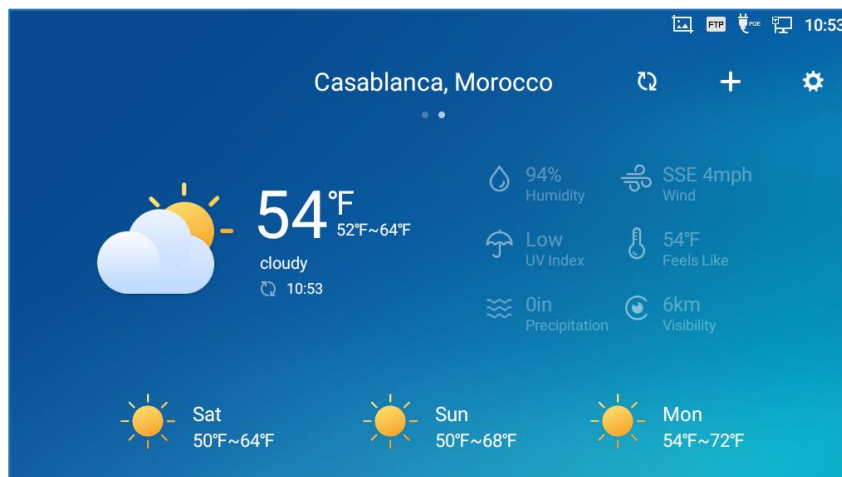 FTP POE 10:53
Casablanca, Morocco
54°F
52°F~64°F
cloudy
10:53
94%
Humidity
SSE 4mph
Wind
Low
UV Index
54°F
Feels Like
0in
Precipitation
6km
Visibility
Sat
50°F~64°F
Sun
50°F~68°F
Mon
54°F~72°F